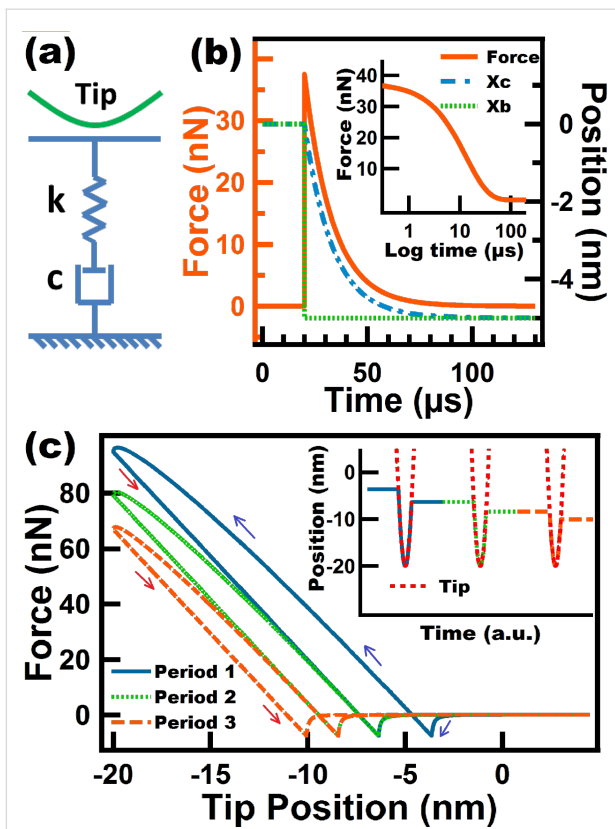 (a)
Tip
k
c
(b)
Force
Xc
Xb
Force (nN)
40
30
20
10
1
10
100
Log time (μs)
Force (nN)
30
20
10
0
Position (nm)
0
-2
-4
0
50
100
Time (μs)
(c)
Force (nN)
80
60
40
20
0
Period 1
Period 2
Period 3
-20
-15
-10
-5
0
Tip Position (nm)
Position (nm)
0
-10
-20
Tip
Time (a.u.)